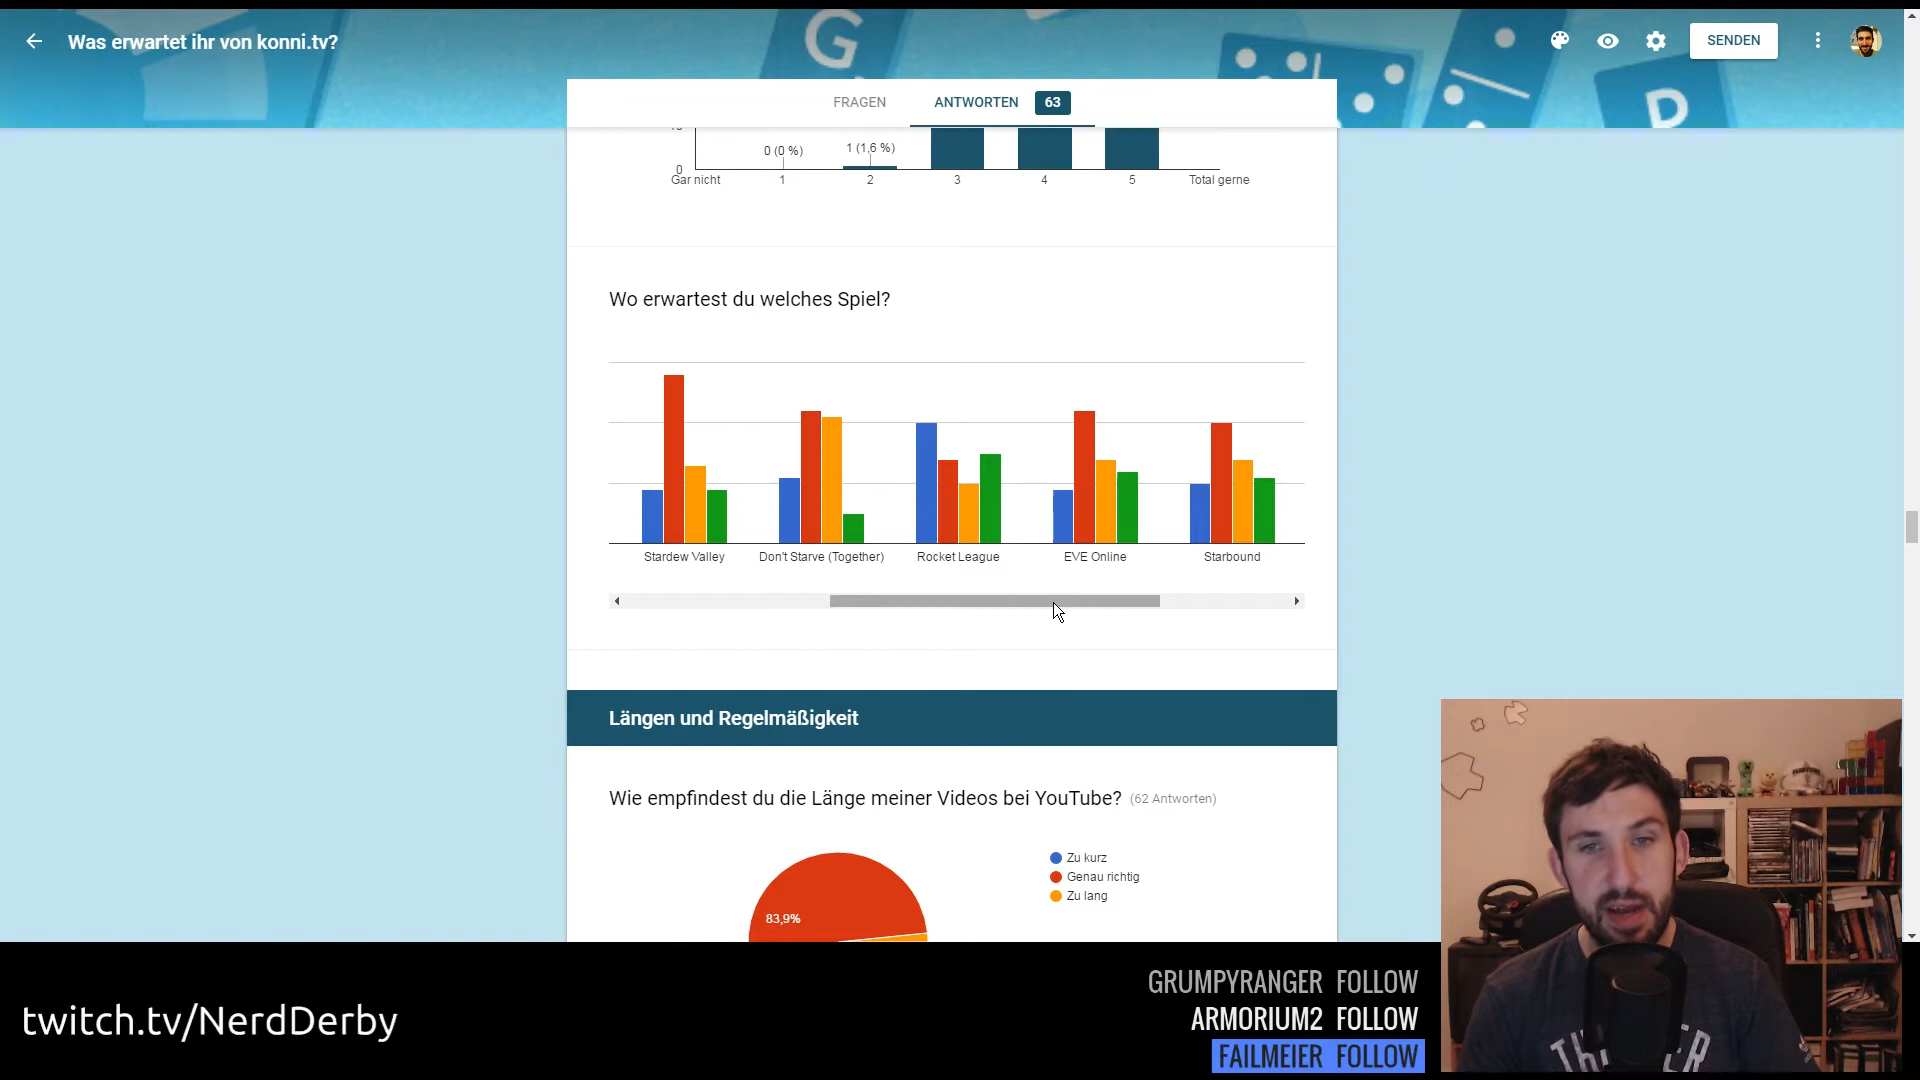 Was erwartet ihr von konni.tv?
SENDEN
G
D
FRAGEN
ANTWORTEN 63
0 (0 %)
1 (1,6 %)
0
Gar nicht 1 2 3 4 5 Total gerne
Wo erwartest du welches Spiel?
Stardew Valley Don't Starve (Together) Rocket League EVE Online Starbound
Längen und Regelmäßigkeit
Wie empfindest du die Länge meiner Videos bei YouTube? (62 Antworten)
Zu kurz
Genau richtig
Zu lang
83,9%
twitch.tv/NerdDerby
GRUMPYRANGER FOLLOW
ARMORIUM2 FOLLOW
FAILMEIER FOLLOW